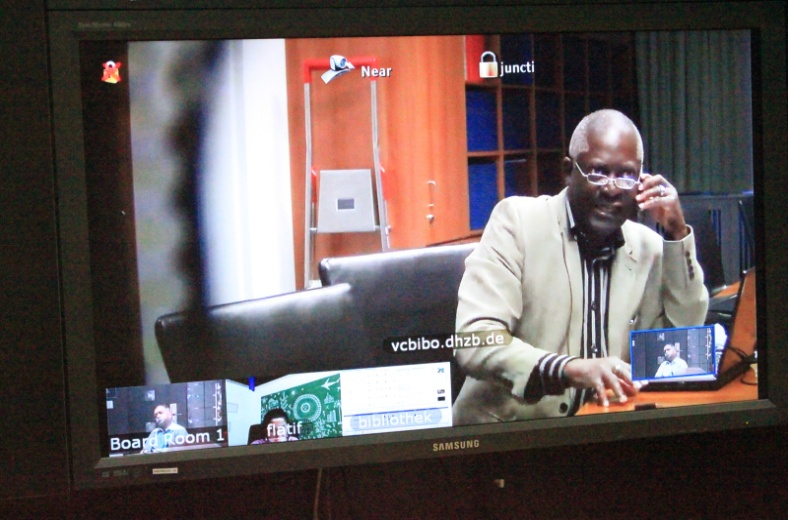 Near
juncti
vcbibo.dhzb.de
Board Room 1
flatif
bibliothek
SAMSUNG